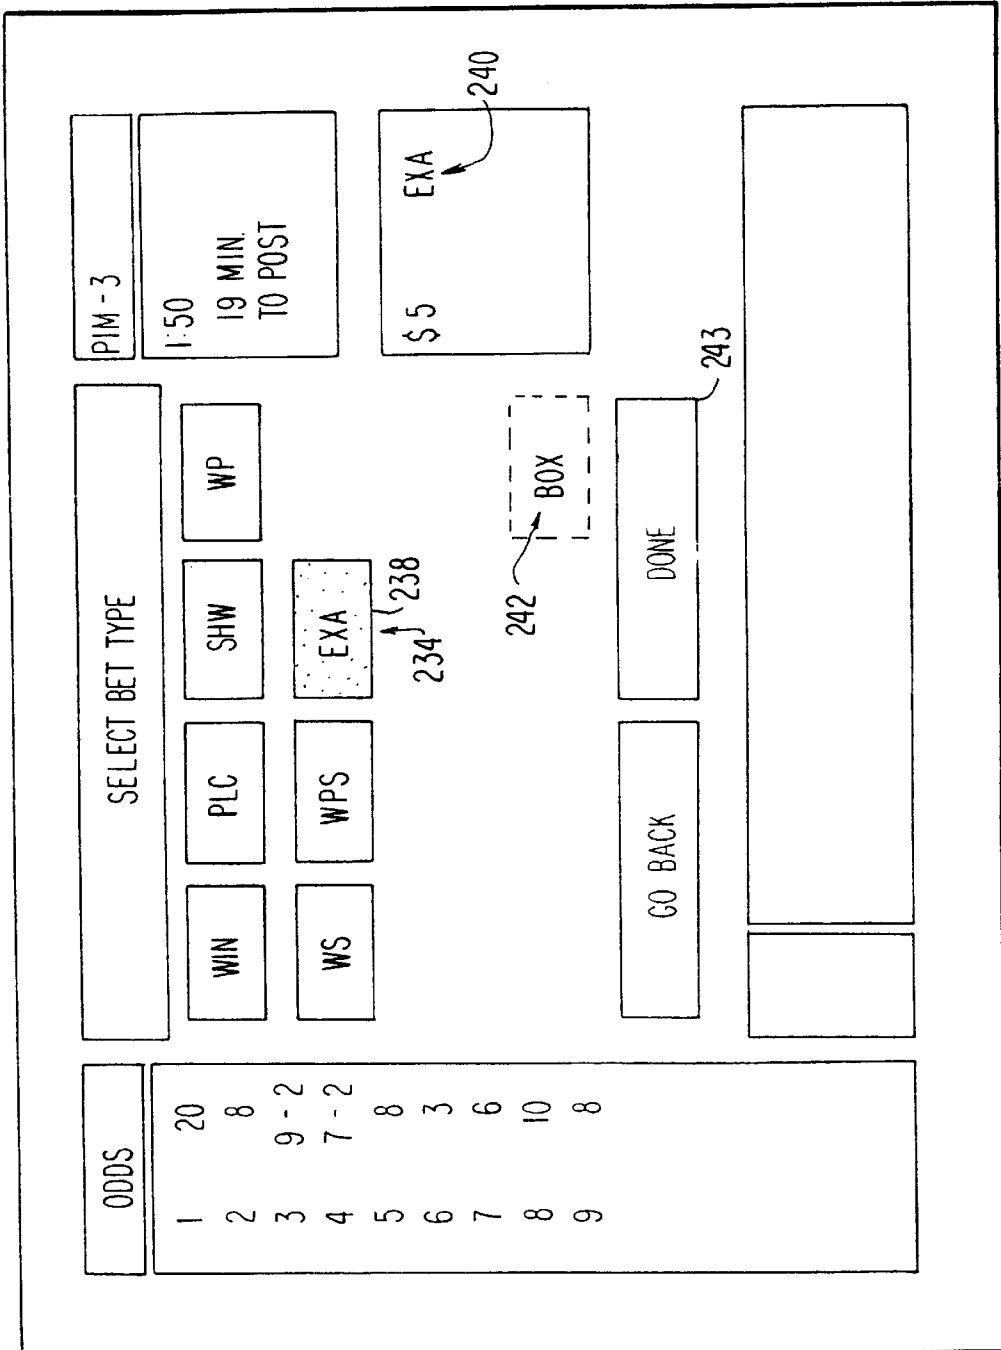 ODDS
1 20
2 8
3 9 - 2
4 7 - 2
5 8
6 3
7 6
8 10
9 8
SELECT BET TYPE
WIN PLC SHW WP
WS WPS EXA
234 238
242
BOX
GO BACK DONE
243
PIM - 3
1:50
19 MIN.
TO POST
$5 EXA
240